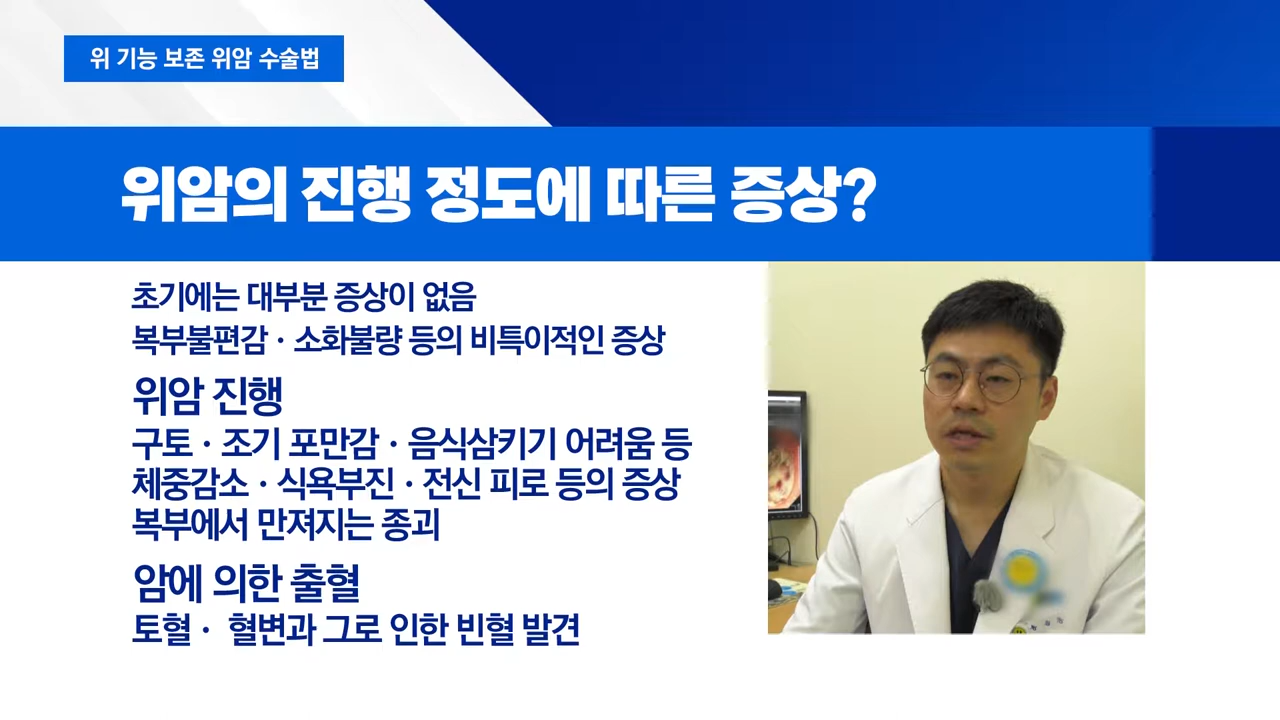 위 기능 보존 위암 수술법
위암의 진행 정도에 따른 증상?
초기에는 대부분 증상이 없음
복부불편감 · 소화불량 등의 비특이적인 증상
위암 진행
구토 · 조기 포만감 · 음식삼키기 어려움 등
체중감소 · 식욕부진 · 전신 피로 등의 증상
복부에서 만져지는 종괴
암에 의한 출혈
토혈 · 혈변과 그로 인한 빈혈 발견